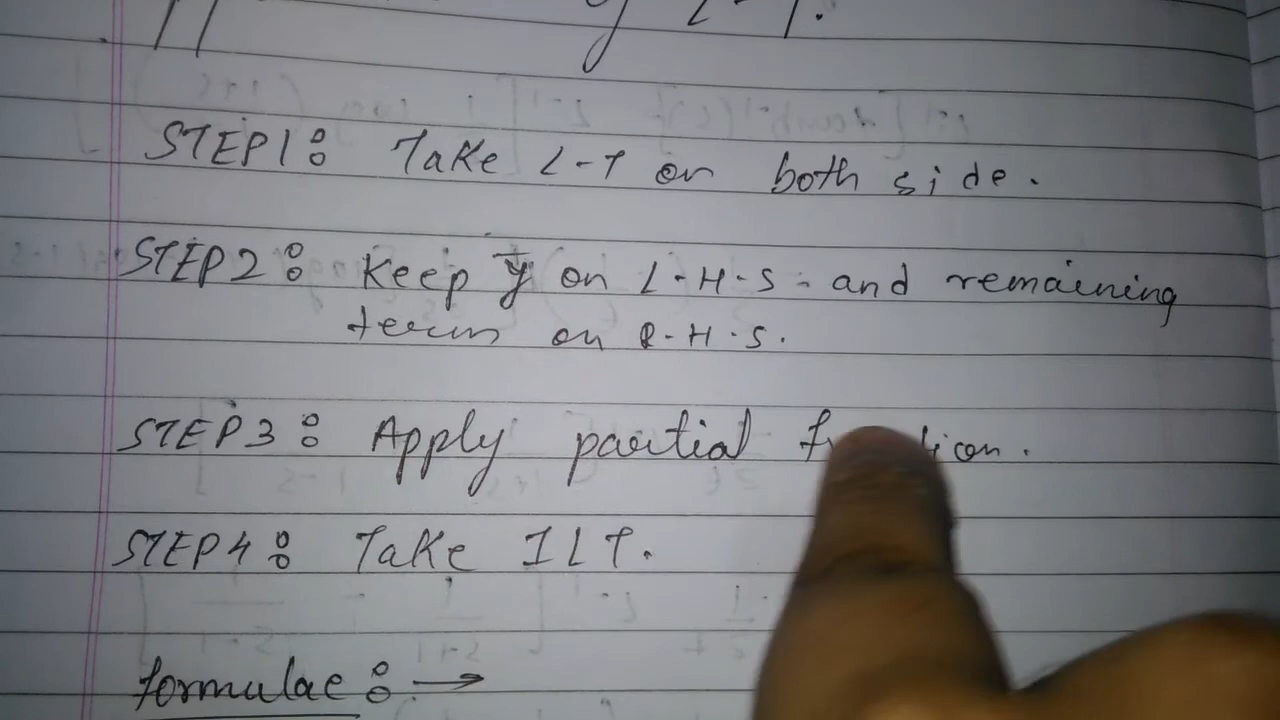 L-T.
STEP1: Take L-T on both side.
STEP2: Keep ȳ on L-H-S. and remaining
term on R-H-S.
STEP3: Apply partial
STEP4: Take ILT.
formulae: →